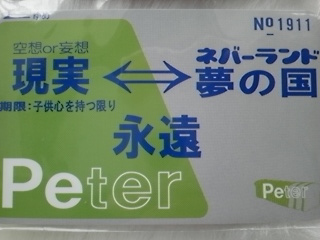 No1911
空想or妄想
現実 ⟷ ネバーランド
夢の国
期限:子供心を持つ限り
永遠
Peter
Peter